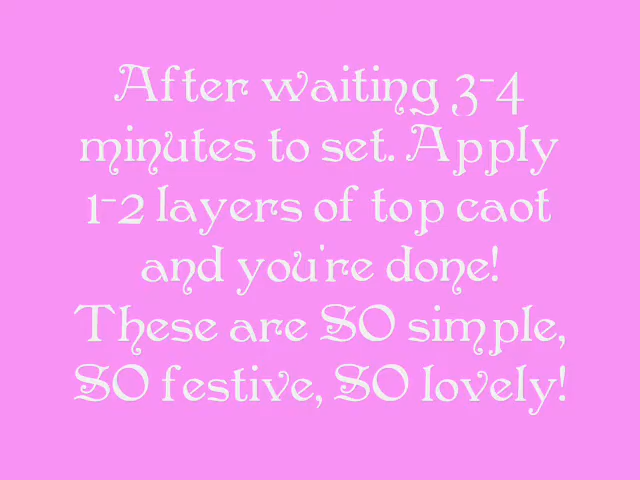 After waiting 3-4
minutes to set. Apply
1-2 layers of top caot
and you're done!
These are SO simple,
SO festive, SO lovely!